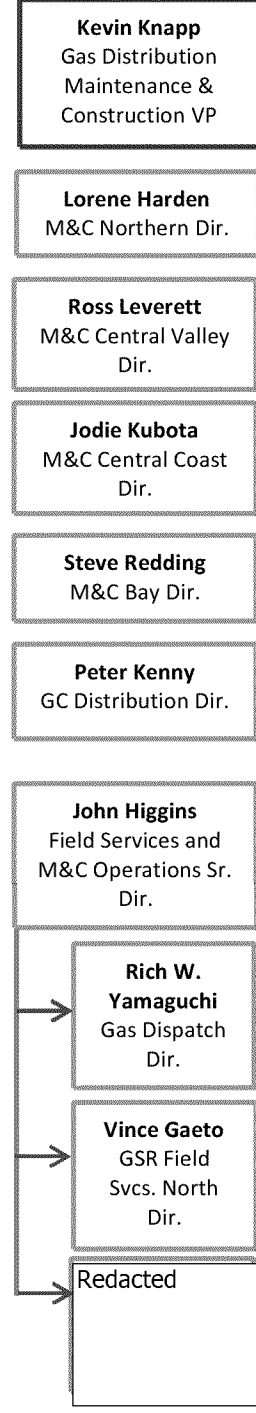 Kevin Knapp
Gas Distribution
Maintenance &
Construction VP
Lorene Harden
M&C Northern Dir.
Ross Leverett
M&C Central Valley
Dir.
Jodie Kubota
M&C Central Coast
Dir.
Steve Redding
M&C Bay Dir.
Peter Kenny
GC Distribution Dir.
John Higgins
Field Services and
M&C Operations Sr.
Dir.
Rich W.
Yamaguchi
Gas Dispatch
Dir.
Vince Gaeto
GSR Field
Svcs. North
Dir.
Redacted